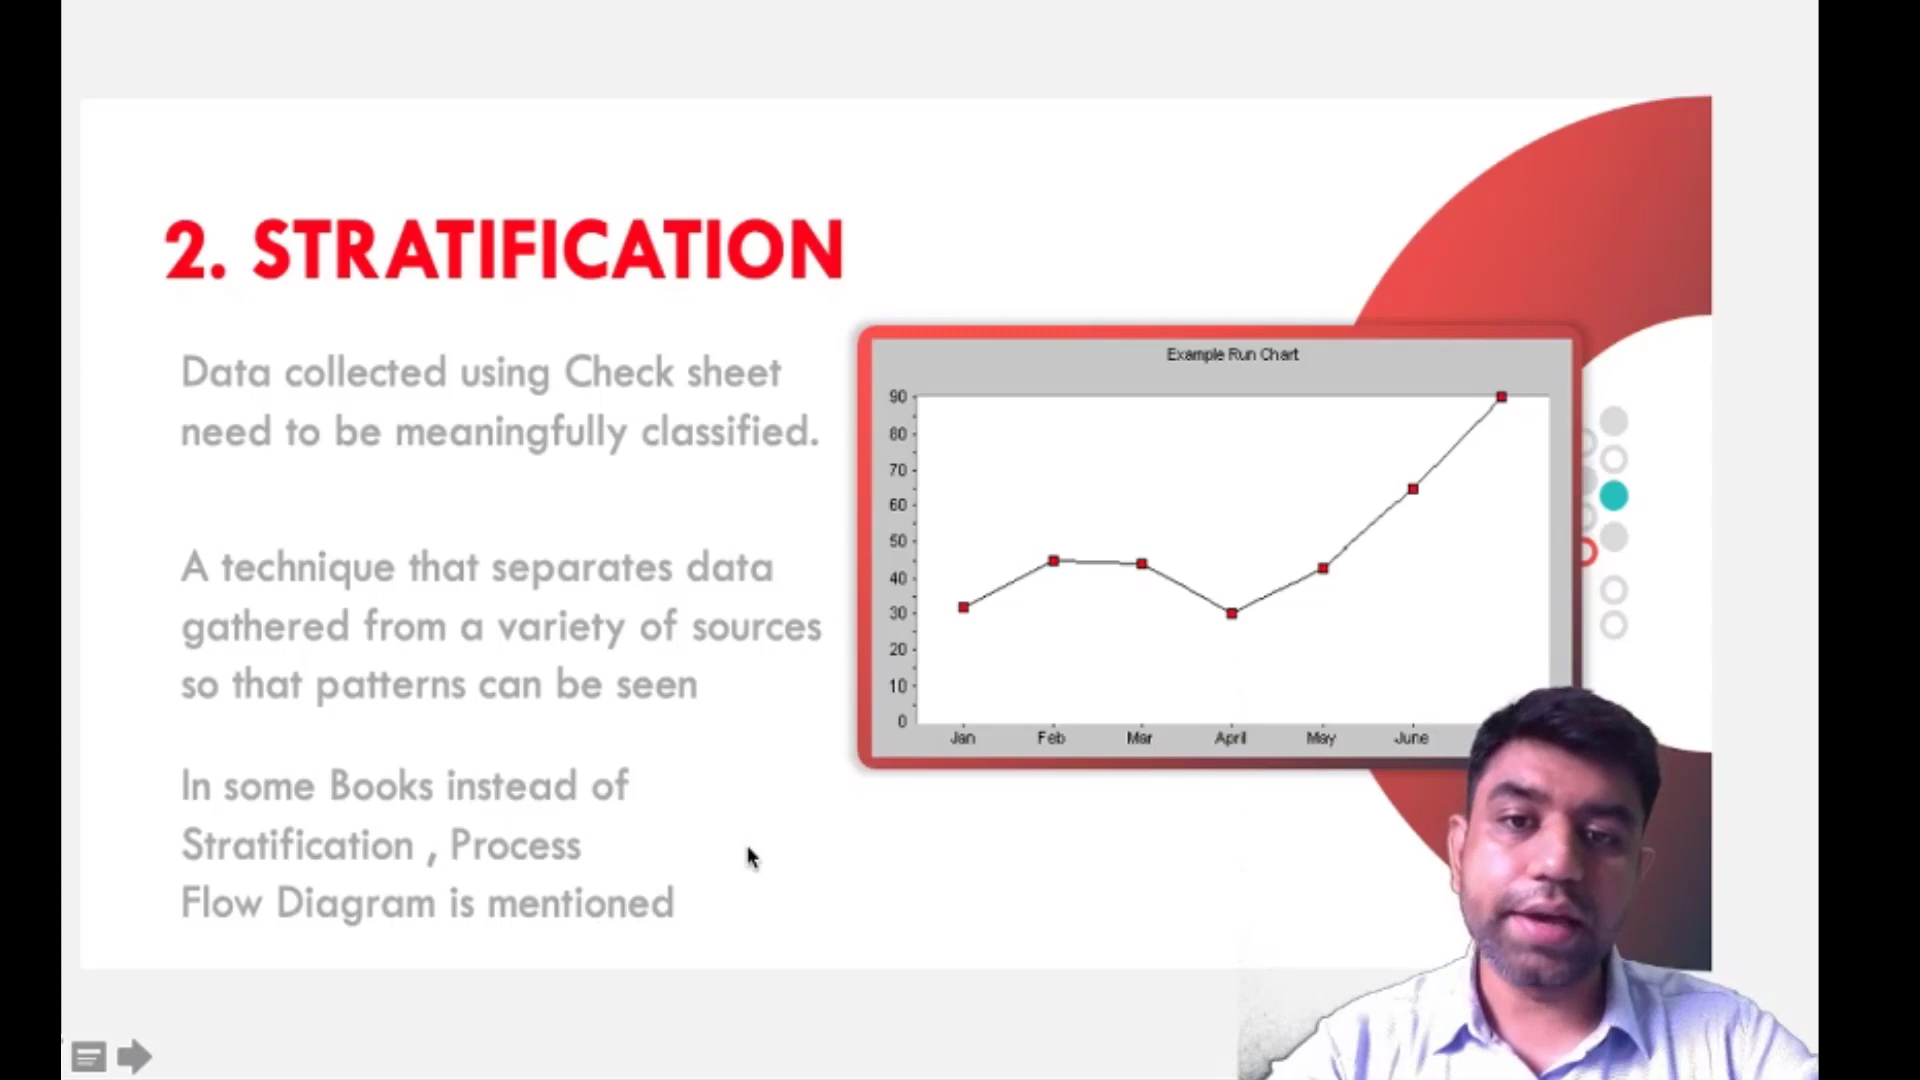 2. STRATIFICATION
Data collected using Check sheet
need to be meaningfully classified.
A technique that separates data
gathered from a variety of sources
so that patterns can be seen
In some Books instead of
Stratification , Process
Flow Diagram is mentioned
Example Run Chart
90
80
70
60
50
40
30
20
10
0
Jan Feb Mar April May June